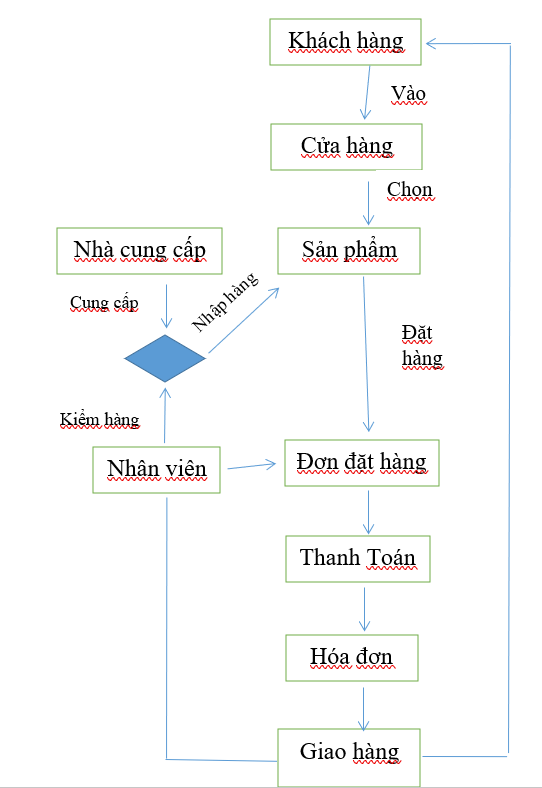 Khách hàng
Vào
Cửa hàng
Chọn
Nhà cung cấp
Sản phẩm
Cung cấp
Nhập hàng
Đặt
hàng
Kiểm hàng
Nhân viên
Đơn đặt hàng
Thanh Toán
Hóa đơn
Giao hàng